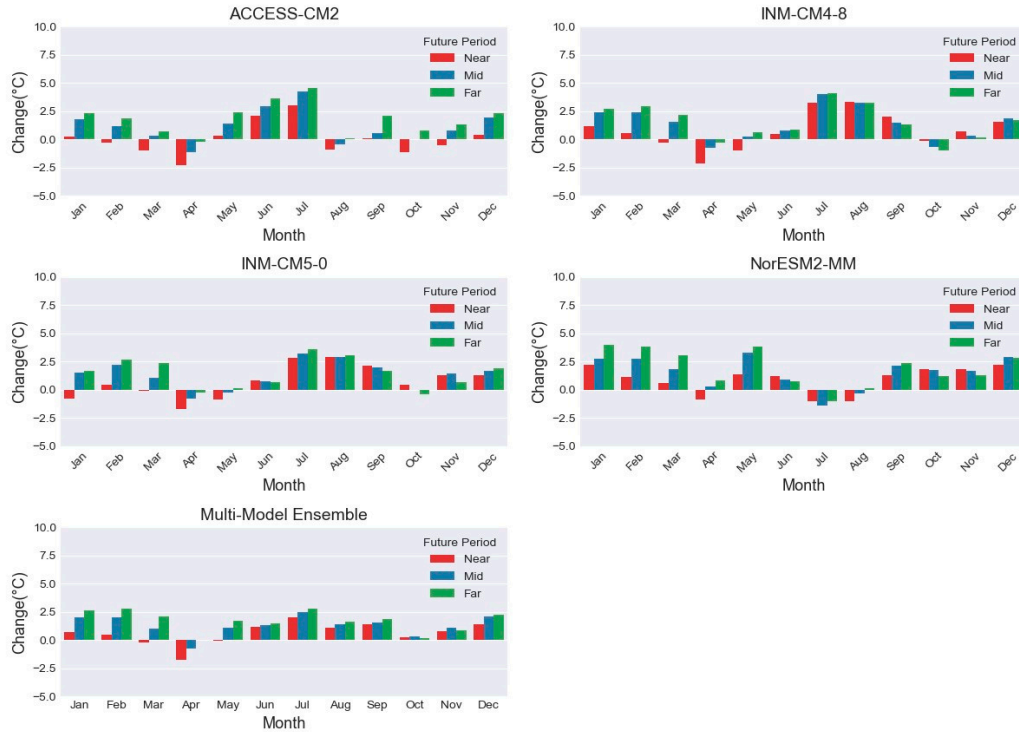 ACCESS-CM2
Change(°C)
10.0
7.5
5.0
2.5
0.0
−2.5
−5.0
Future Period
Near
Mid
Far
Jan Feb Mar Apr May Jun Jul Aug Sep Oct Nov Dec
Month
INM-CM4-8
Change(°C)
10.0
7.5
5.0
2.5
0.0
−2.5
−5.0
Future Period
Near
Mid
Far
Jan Feb Mar Apr May Jun Jul Aug Sep Oct Nov Dec
Month
INM-CM5-0
Change(°C)
10.0
7.5
5.0
2.5
0.0
−2.5
−5.0
Future Period
Near
Mid
Far
Jan Feb Mar Apr May Jun Jul Aug Sep Oct Nov Dec
Month
NorESM2-MM
Change(°C)
10.0
7.5
5.0
2.5
0.0
−2.5
−5.0
Future Period
Near
Mid
Far
Jan Feb Mar Apr May Jun Jul Aug Sep Oct Nov Dec
Month
Multi-Model Ensemble
Change(°C)
10.0
7.5
5.0
2.5
0.0
−2.5
−5.0
Future Period
Near
Mid
Far
Jan Feb Mar Apr May Jun Jul Aug Sep Oct Nov Dec
Month